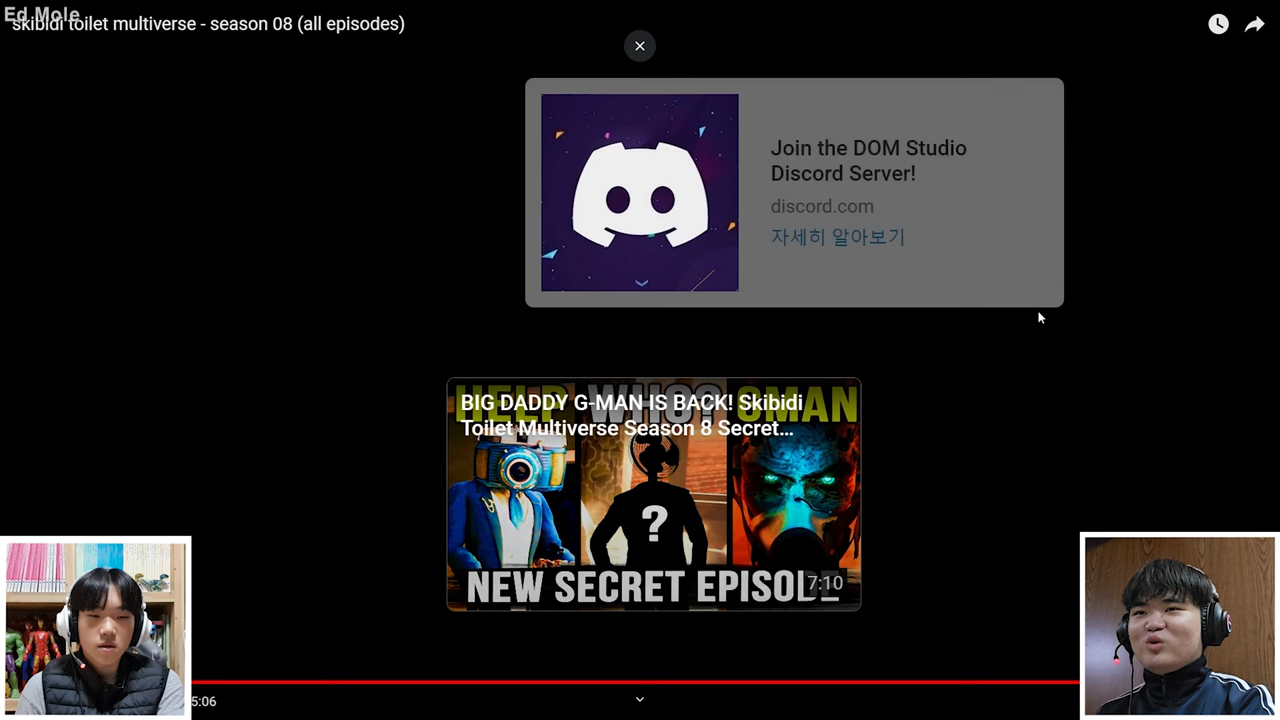 Ed Mole
skibidi toilet multiverse - season 08 (all episodes)
Join the DOM Studio
Discord Server!
discord.com
자세히 알아보기
HELP WHO? GMAN
BIG DADDY G-MAN IS BACK! Skibidi
Toilet Multiverse Season 8 Secret...
?
NEW SECRET EPISODE
7:10
5:06